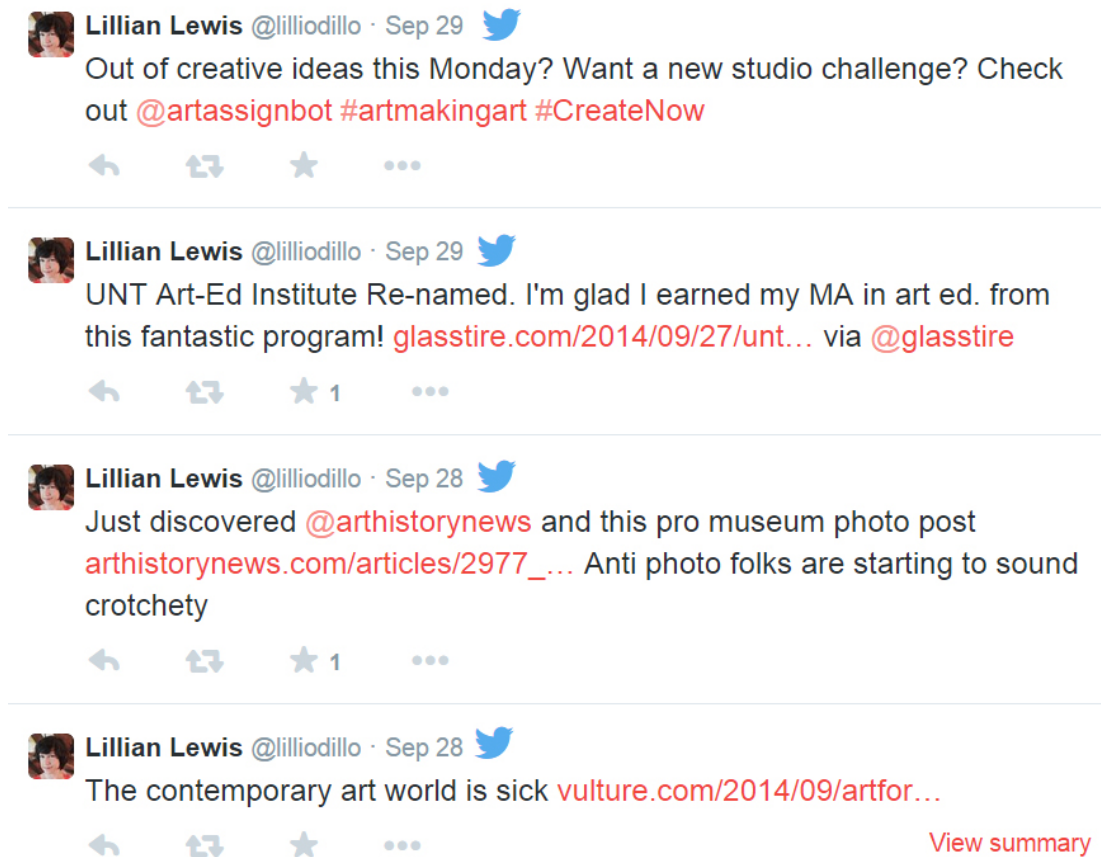 Lillian Lewis @lilliodillo · Sep 29
Out of creative ideas this Monday? Want a new studio challenge? Check
out @artassignbot #artmakingart #CreateNow
Lillian Lewis @lilliodillo · Sep 29
UNT Art-Ed Institute Re-named. I'm glad I earned my MA in art ed. from
this fantastic program! glasstire.com/2014/09/27/unt… via @glasstire
1
Lillian Lewis @lilliodillo · Sep 28
Just discovered @arthistorynews and this pro museum photo post
arthistorynews.com/articles/2977_… Anti photo folks are starting to sound
crotchety
1
Lillian Lewis @lilliodillo · Sep 28
The contemporary art world is sick vulture.com/2014/09/artfor…
View summary